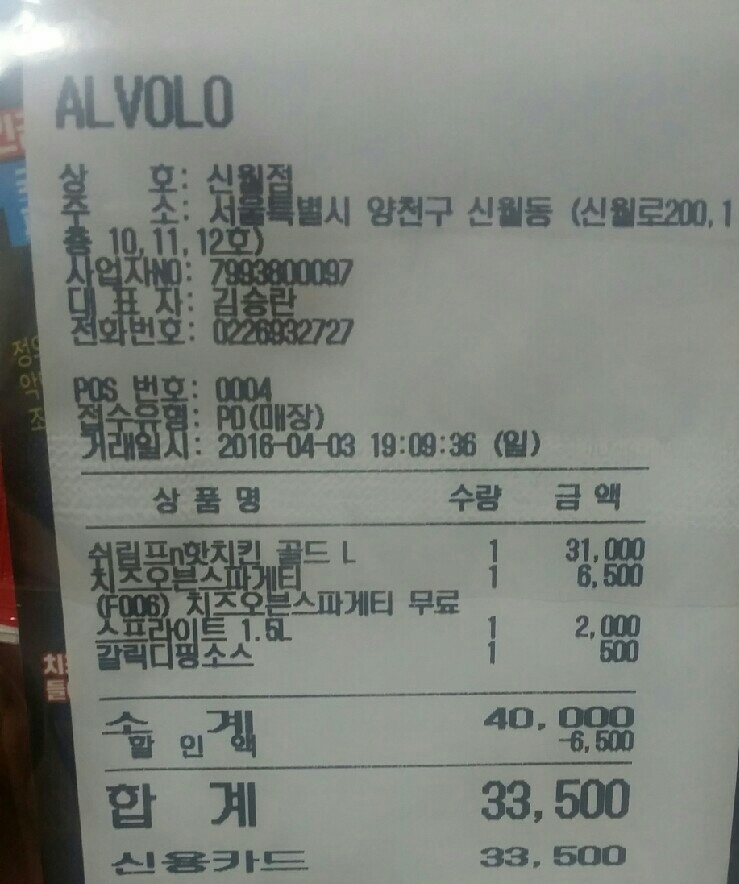 ALVOLO
상 호: 신월점
주 소: 서울특별시 양천구 신월동 (신월로200,1
층 10,11,12호)
사업자NO: 7993800097
대 표 자: 김승란
전화번호: 0226932727
POS 번호: 0004
접수유형: PO(매장)
거래일시: 2016-04-03 19:09:36 (일)
상 품 명 수량 금 액
쉬림프n핫치킨 골드 L 1 31,000
치즈오븐스파게티 1 6,500
(F006) 치즈오븐스파게티 무료
스프라이트 1.5L 1 2,000
갈릭디핑소스 1 500
소 계 40,000
할 인 액 -6,500
합 계 33,500
신용카드 33,500